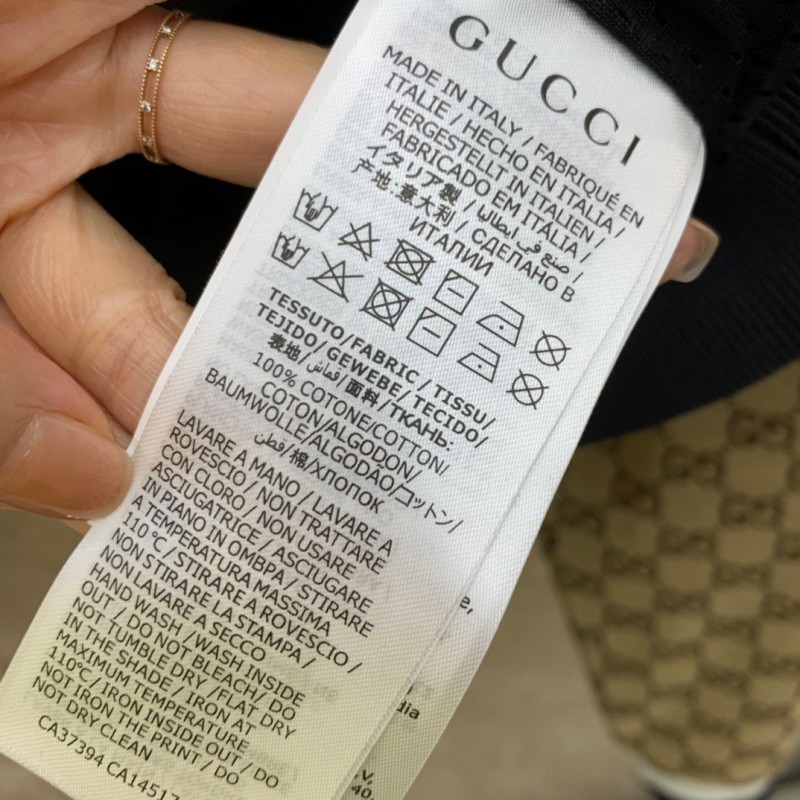 GUCCI
MADE IN ITALY / FABRIQUÉ EN
ITALIE / HECHO EN ITALIA /
HERGESTELLT IN ITALIEN /
FABRICADO EM ITÁLIA /
イタリア製 / صنع في ايطاليا /
产地:意大利 / СДЕЛАНО В
ИТАЛИИ
TESSUTO/FABRIC / TISSU/
TEJIDO/ GEWEBE/ TECIDO/
表地/قماش/面料/ТКАНЬ:
100% COTONE/COTTON/
COTON/ALGODON/
BAUMWOLLE/ALGODÃO/コットン/
قطن/棉/ХЛОПОК
LAVARE A MANO / LAVARE A
ROVESCIO / NON TRATTARE
CON CLORO/ NON USARE
ASCIUGATRICE / ASCIUGARE
IN PIANO IN OMBRA / STIRARE
A TEMPERATURA MASSIMA
110°C/ STIRARE A ROVESCIO /
NON STIRARE LA STAMPA /
NON LAVARE A SECCO
HAND WASH /WASH INSIDE
OUT / DO NOT BLEACH/ DO
NOT TUMBLE DRY /FLAT DRY
IN THE SHADE / IRON AT
MAXIMUM TEMPERATURE
110°C/ IRON INSIDE OUT / DO
NOT IRON THE PRINT / DO
NOT DRY CLEAN
CA37394 CA14517